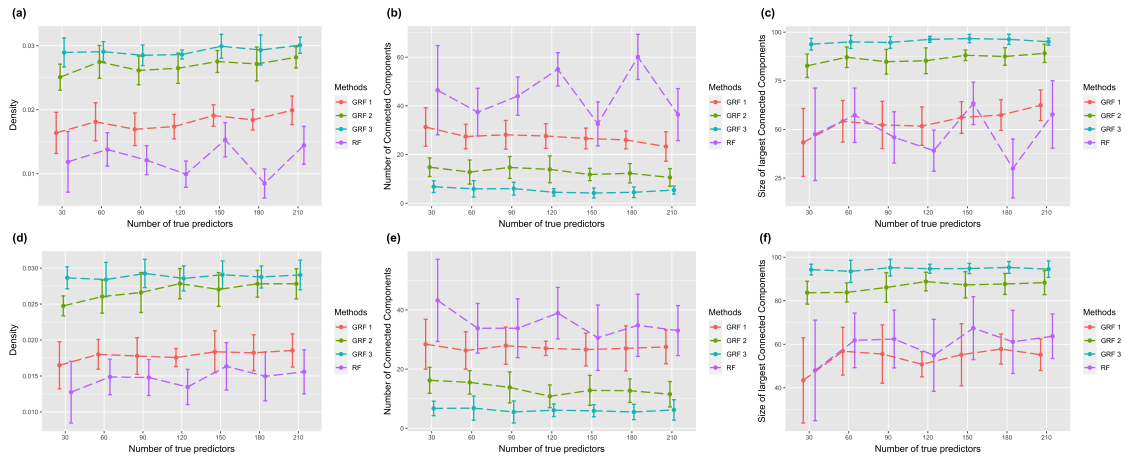 (a)
Density
0.03
0.02
0.01
30 60 90 120 150 180 210
Number of true predictors
Methods
GRF 1
GRF 2
GRF 3
RF
(b)
Number of Connected Components
60
40
20
0
30 60 90 120 150 180 210
Number of true predictors
Methods
GRF 1
GRF 2
GRF 3
RF
(c)
Size of largest Connected Components
100
75
50
25
30 60 90 120 150 180 210
Number of true predictors
Methods
GRF 1
GRF 2
GRF 3
RF
(d)
Density
0.030
0.025
0.020
0.015
0.010
30 60 90 120 150 180 210
Number of true predictors
Methods
GRF 1
GRF 2
GRF 3
RF
(e)
Number of Connected Components
40
20
0
30 60 90 120 150 180 210
Number of true predictors
Methods
GRF 1
GRF 2
GRF 3
RF
(f)
Size of largest Connected Components
100
80
60
40
30 60 90 120 150 180 210
Number of true predictors
Methods
GRF 1
GRF 2
GRF 3
RF